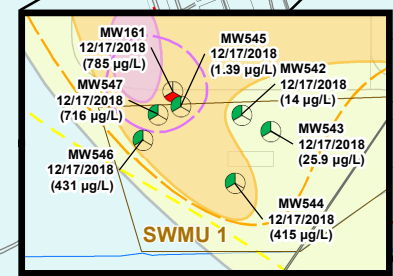 MW161
12/17/2018
(785 µg/L)
MW545
12/17/2018
(1.39 µg/L)
MW547
12/17/2018
(716 µg/L)
MW542
12/17/2018
(14 µg/L)
MW543
12/17/2018
(25.9 µg/L)
MW546
12/17/2018
(431 µg/L)
MW544
12/17/2018
(415 µg/L)
SWMU 1